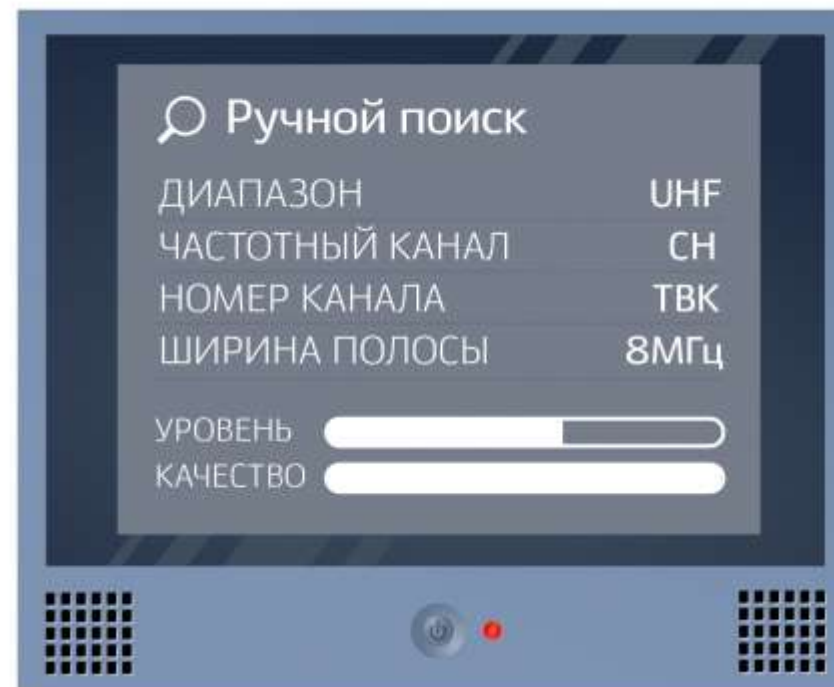 Ручной поиск
ДИАПАЗОН UHF
ЧАСТОТНЫЙ КАНАЛ CH
НОМЕР КАНАЛА ТВК
ШИРИНА ПОЛОСЫ 8МГц
УРОВЕНЬ
КАЧЕСТВО